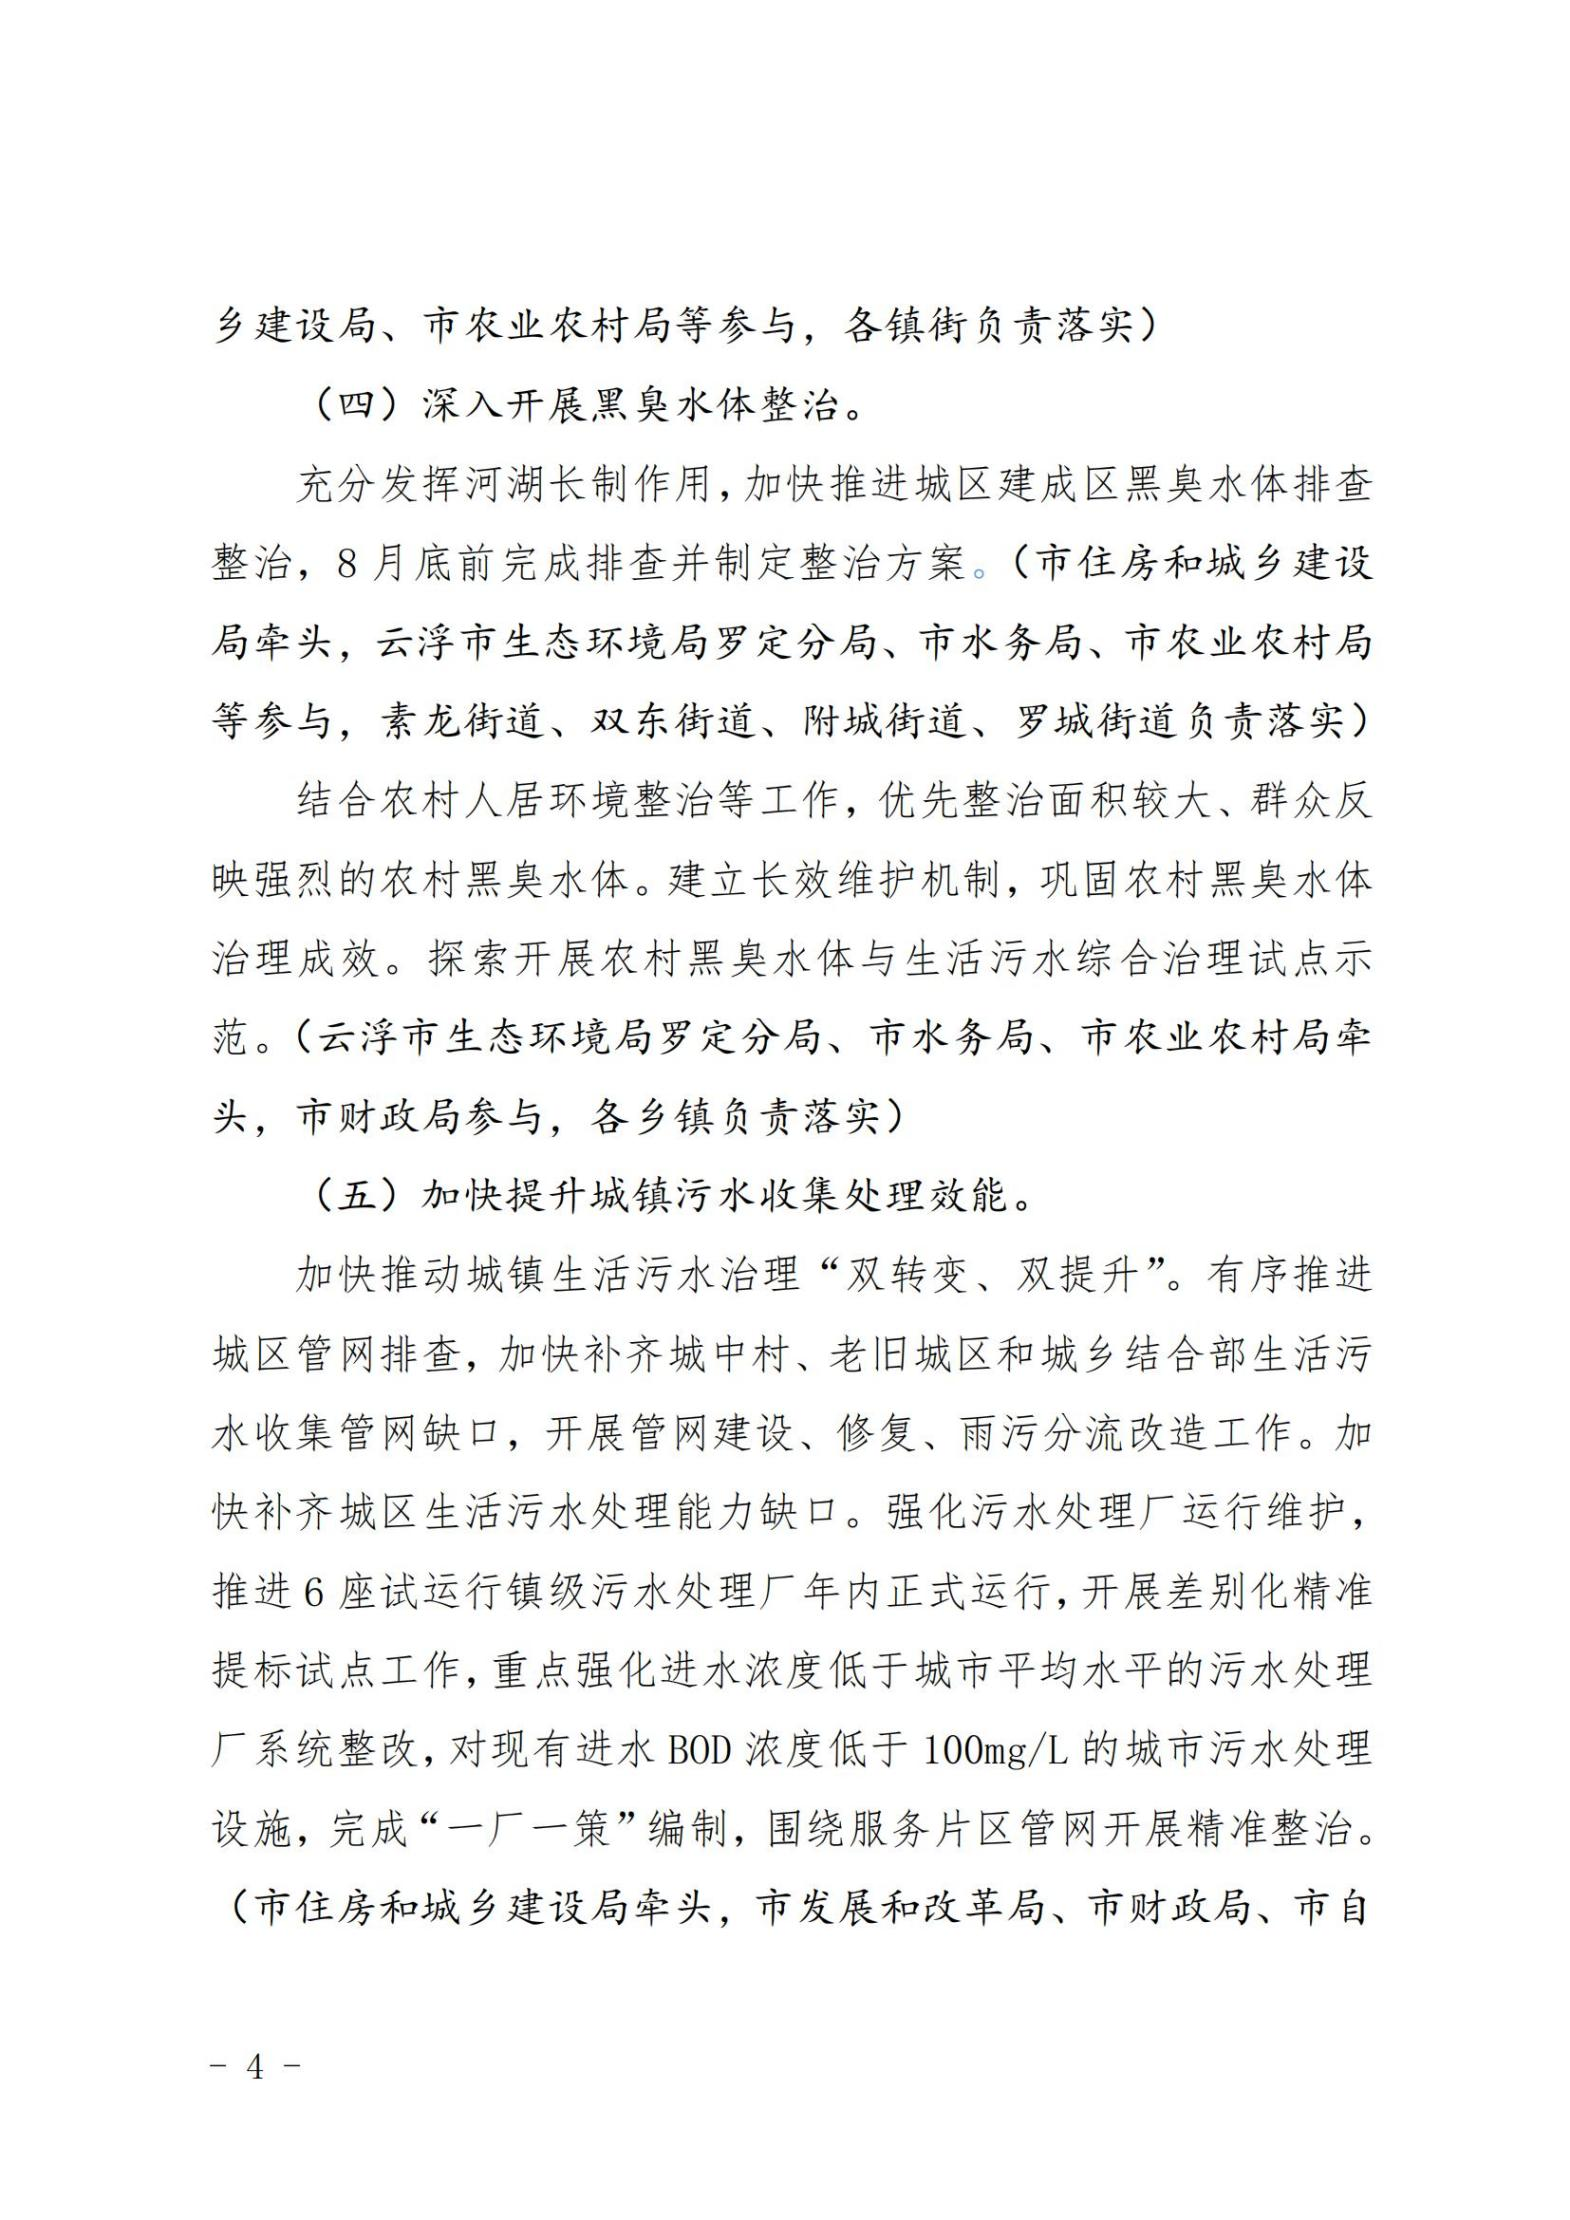 乡建设局、市农业农村局等参与，各镇街负责落实）
（四）深入开展黑臭水体整治。
充分发挥河湖长制作用，加快推进城区建成区黑臭水体排查
整治，8 月底前完成排查并制定整治方案。（市住房和城乡建设
局牵头，云浮市生态环境局罗定分局、市水务局、市农业农村局
等参与，素龙街道、双东街道、附城街道、罗城街道负责落实）
结合农村人居环境整治等工作，优先整治面积较大、群众反
映强烈的农村黑臭水体。建立长效维护机制，巩固农村黑臭水体
治理成效。探索开展农村黑臭水体与生活污水综合治理试点示
范。（云浮市生态环境局罗定分局、市水务局、市农业农村局牵
头，市财政局参与，各乡镇负责落实）
（五）加快提升城镇污水收集处理效能。
加快推动城镇生活污水治理“双转变、双提升”。有序推进
城区管网排查，加快补齐城中村、老旧城区和城乡结合部生活污
水收集管网缺口，开展管网建设、修复、雨污分流改造工作。加
快补齐城区生活污水处理能力缺口。强化污水处理厂运行维护，
推进 6 座试运行镇级污水处理厂年内正式运行，开展差别化精准
提标试点工作，重点强化进水浓度低于城市平均水平的污水处理
厂系统整改，对现有进水 BOD 浓度低于 100mg/L 的城市污水处理
设施，完成“一厂一策”编制，围绕服务片区管网开展精准整治。
（市住房和城乡建设局牵头，市发展和改革局、市财政局、市自
- 4 -